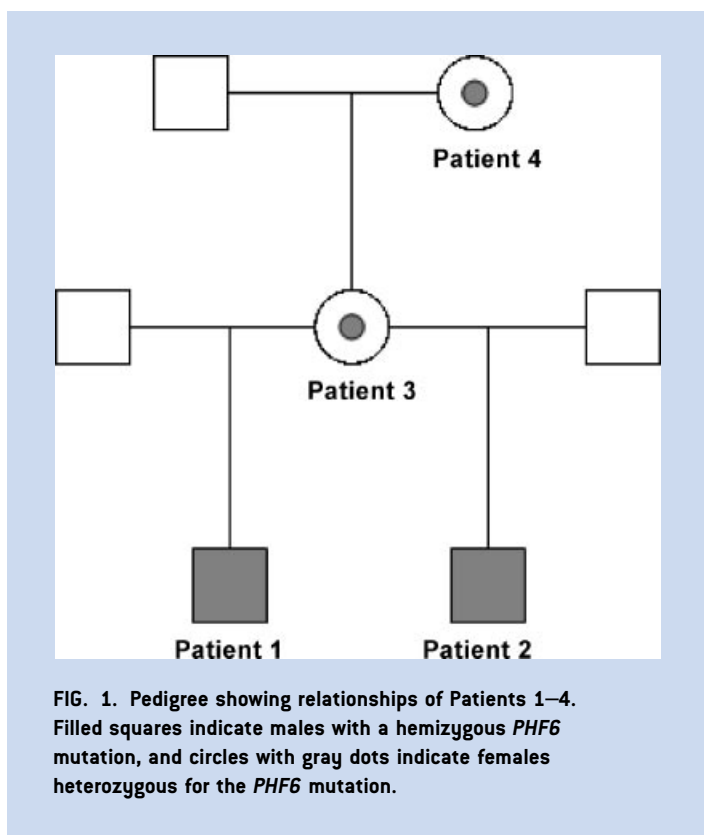 Patient 4
Patient 3
Patient 1 Patient 2
FIG. 1. Pedigree showing relationships of Patients 1–4.
Filled squares indicate males with a hemizygous PHF6
mutation, and circles with gray dots indicate females
heterozygous for the PHF6 mutation.